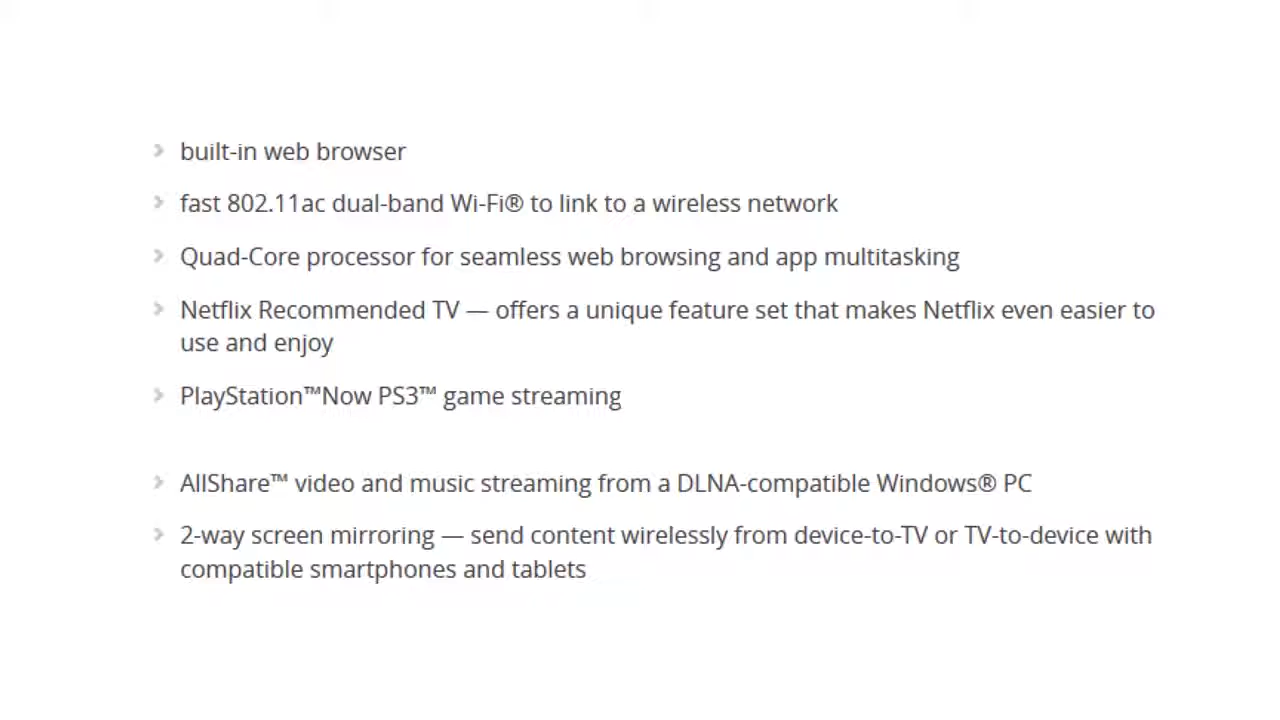 built-in web browser
fast 802.11ac dual-band Wi-Fi® to link to a wireless network
Quad-Core processor for seamless web browsing and app multitasking
Netflix Recommended TV — offers a unique feature set that makes Netflix even easier to
use and enjoy
PlayStation™Now PS3™ game streaming
AllShare™ video and music streaming from a DLNA-compatible Windows® PC
2-way screen mirroring — send content wirelessly from device-to-TV or TV-to-device with
compatible smartphones and tablets